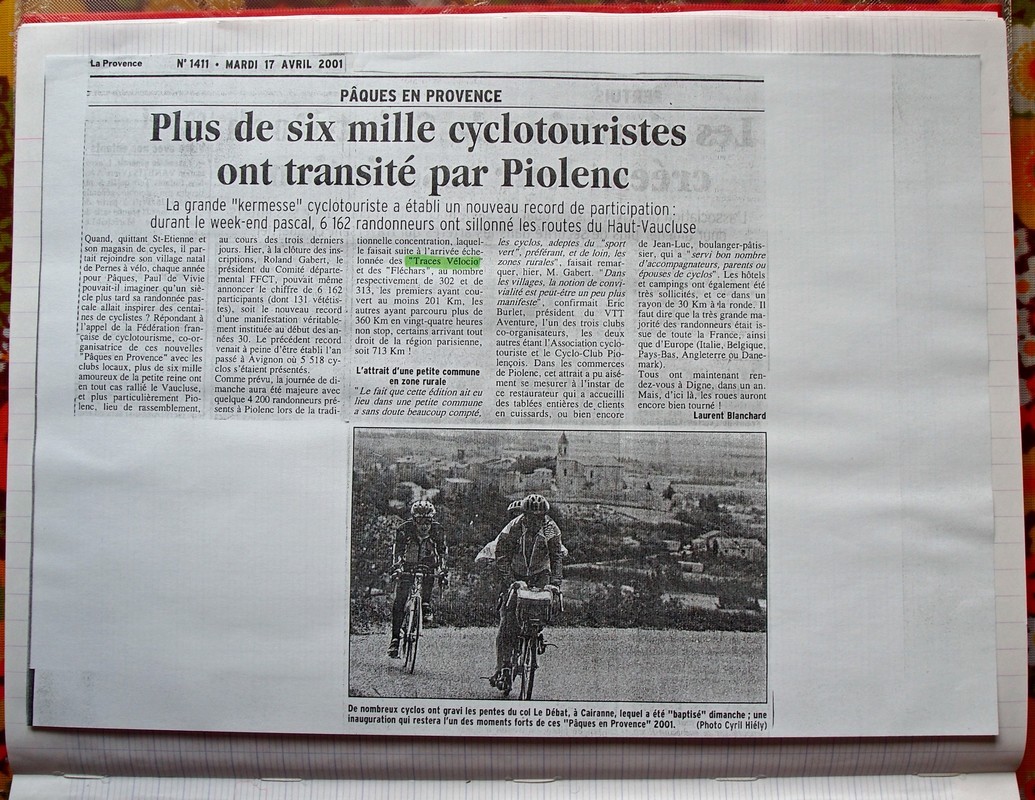 La Provence N° 1411 • MARDI 17 AVRIL 2001
PÂQUES EN PROVENCE
Plus de six mille cyclotouristes
ont transité par Piolenc
La grande "kermesse" cyclotouriste a établi un nouveau record de participation :
durant le week-end pascal, 6 162 randonneurs ont sillonné les routes du Haut-Vaucluse
Quand, quittant St-Etienne et
son magasin de cycles, il par-
tait rejoindre son village natal
de Pernes à vélo, chaque année
pour Pâques, Paul de Vivie
pouvait-il imaginer qu'un siè-
cle plus tard sa randonnée pas-
cale allait inspirer des centai-
nes de cyclistes ? Répondant à
l'appel de la Fédération fran-
çaise de cyclotourisme, co-or-
ganisatrice de ces nouvelles
"Pâques en Provence" avec les
clubs locaux, plus de six mille
amoureux de la petite reine ont
en tout cas rallié le Vaucluse,
et plus particulièrement Pio-
lenc, lieu de rassemblement,
au cours des trois derniers
jours. Hier, à la clôture des ins-
criptions, Roland Gabert, le
président du Comité départe-
mental FFCT, pouvait même
annoncer le chiffre de 6 162
participants (dont 131 vététis-
tes), soit le nouveau record
d'une manifestation véritable-
ment instituée au début des an-
nées 30. Le précédent record
venait à peine d'être établi l'an
passé à Avignon où 5 518 cy-
clos s'étaient présentés.
Comme prévu, la journée de di-
manche aura été majeure avec
quelque 4 200 randonneurs pré-
sents à Piolenc lors de la tradi-
tionnelle concentration, laquel-
le faisait suite à l'arrivée éche-
lonnée des "Traces Vélocio"
et des "Fléchars", au nombre
respectivement de 302 et de
313, les premiers ayant cou-
vert au moins 201 Km, les
autres ayant parcouru plus de
360 Km en vingt-quatre heures
non stop, certains arrivant tout
droit de la région parisienne,
soit 713 Km !
L'attrait d'une petite commune
en zone rurale
"Le fait que cette édition ait eu
lieu dans une petite commune
a sans doute beaucoup compté,
les cyclos, adeptes du "sport
vert", préférant, et de loin, les
zones rurales", faisait remar-
quer, hier, M. Gabert. "Dans
les villages, la notion de convi-
vialité est peut-être un peu plus
manifeste", confirmait Eric
Burlet, président du VTT
Aventure, l'un des trois clubs
co-organisateurs, les deux
autres étant l'Association cyclo-
touriste et le Cyclo-Club Pio-
lençois. Dans les commerces
de Piolenc, cet attrait a pu aisé-
ment se mesurer à l'instar de
ce restaurateur qui a accueilli
des tablées entières de clients
en cuissards, ou bien encore
de Jean-Luc, boulanger-pâtis-
sier, qui a "servi bon nombre
d'accompagnateurs, parents ou
épouses de cyclos". Les hôtels
et campings ont également été
très sollicités, et ce dans un
rayon de 30 Km à la ronde. Il
faut dire que la très grande ma-
jorité des randonneurs était is-
sue de toute la France, ainsi
que d'Europe (Italie, Belgique,
Pays-Bas, Angleterre ou Dane-
mark).
Tous ont maintenant ren-
dez-vous à Digne, dans un an.
Mais, d'ici là, les roues auront
encore bien tourné !
Laurent Blanchard
De nombreux cyclos ont gravi les pentes du col Le Débat, à Cairanne, lequel a été "baptisé" dimanche ; une
inauguration qui restera l'un des moments forts de ces "Pâques en Provence" 2001. (Photo Cyril Hiély)